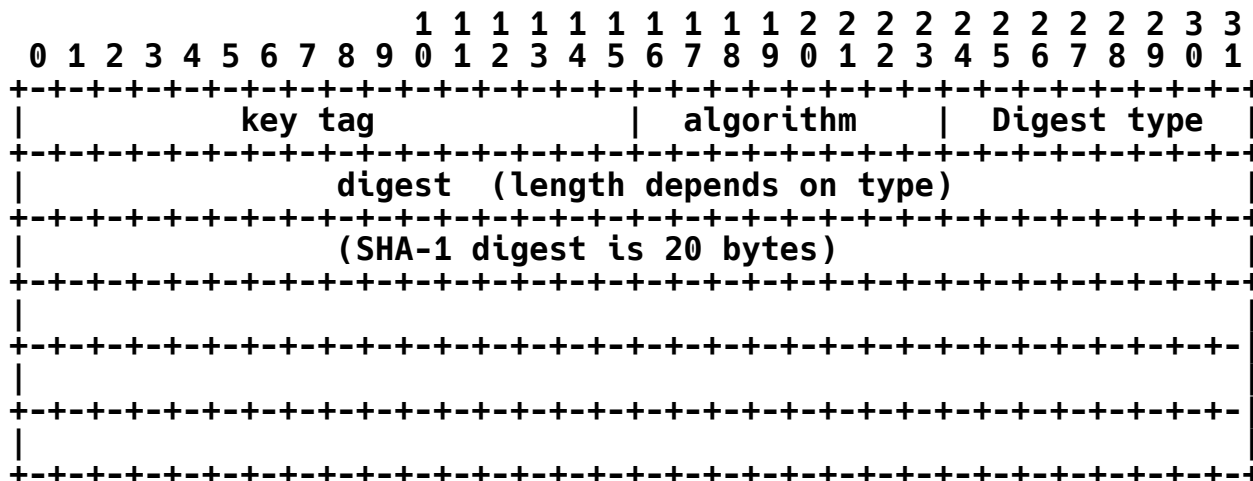 1 1 1 1 1 1 1 1 1 1 2 2 2 2 2 2 2 2 2 2 3 3
 0 1 2 3 4 5 6 7 8 9 0 1 2 3 4 5 6 7 8 9 0 1 2 3 4 5 6 7 8 9 0 1
+-+-+-+-+-+-+-+-+-+-+-+-+-+-+-+-+-+-+-+-+-+-+-+-+-+-+-+-+-+-+-+-+
|           key tag             |  algorithm    |  Digest type  |
+-+-+-+-+-+-+-+-+-+-+-+-+-+-+-+-+-+-+-+-+-+-+-+-+-+-+-+-+-+-+-+-+
|                digest  (length depends on type)               |
+-+-+-+-+-+-+-+-+-+-+-+-+-+-+-+-+-+-+-+-+-+-+-+-+-+-+-+-+-+-+-+-+
|                (SHA-1 digest is 20 bytes)                     |
+-+-+-+-+-+-+-+-+-+-+-+-+-+-+-+-+-+-+-+-+-+-+-+-+-+-+-+-+-+-+-+-+
|                                                               |
+-+-+-+-+-+-+-+-+-+-+-+-+-+-+-+-+-+-+-+-+-+-+-+-+-+-+-+-+-+-+-+-|
|                                                               |
+-+-+-+-+-+-+-+-+-+-+-+-+-+-+-+-+-+-+-+-+-+-+-+-+-+-+-+-+-+-+-+-|
|                                                               |
+-+-+-+-+-+-+-+-+-+-+-+-+-+-+-+-+-+-+-+-+-+-+-+-+-+-+-+-+-+-+-+-+